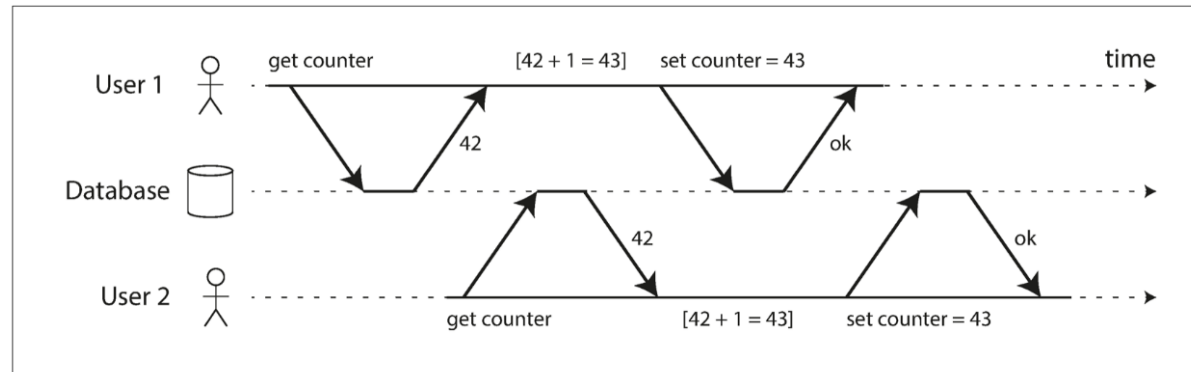 get counter [42 + 1 = 43] set counter = 43 time
User 1
42 ok
Database
42 ok
User 2
get counter [42 + 1 = 43] set counter = 43